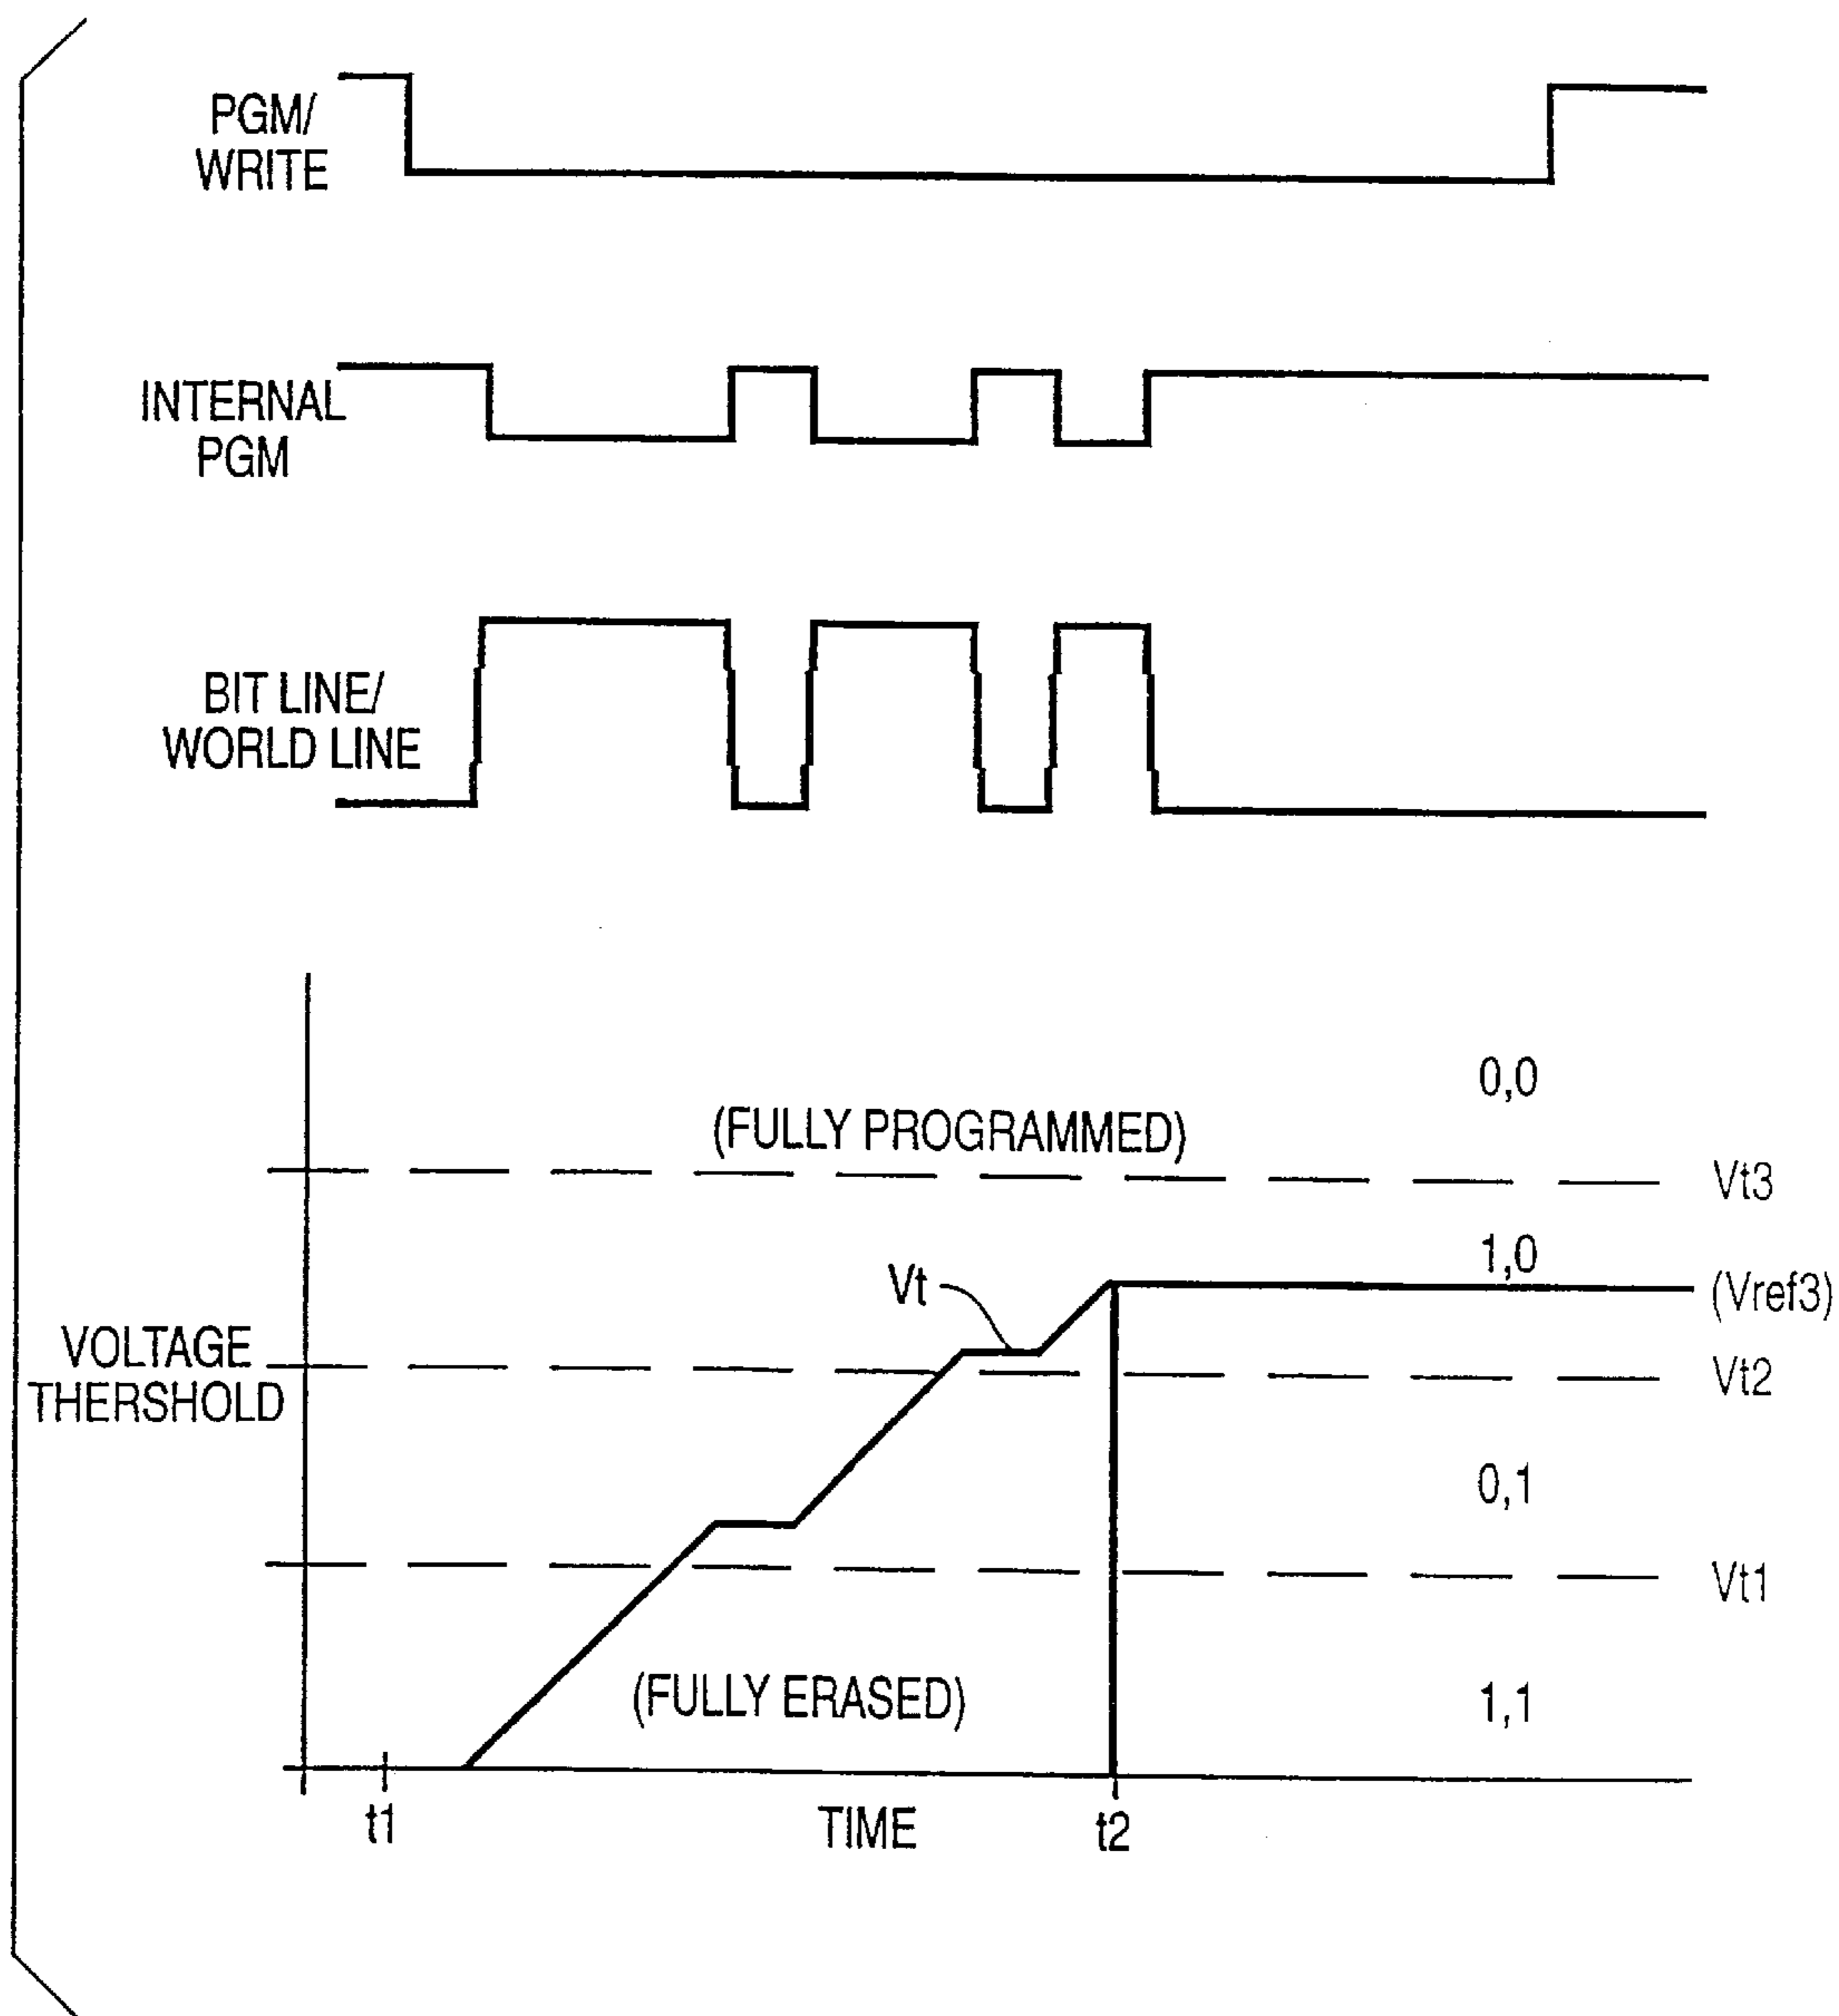 PGM/
WRITE
INTERNAL
PGM
BIT LINE/
WORLD LINE
0,0
(FULLY PROGRAMMED)
Vt3
1,0
Vt
(Vref3)
VOLTAGE
THERSHOLD
Vt2
0,1
Vt1
(FULLY ERASED)
1,1
t1
TIME
t2